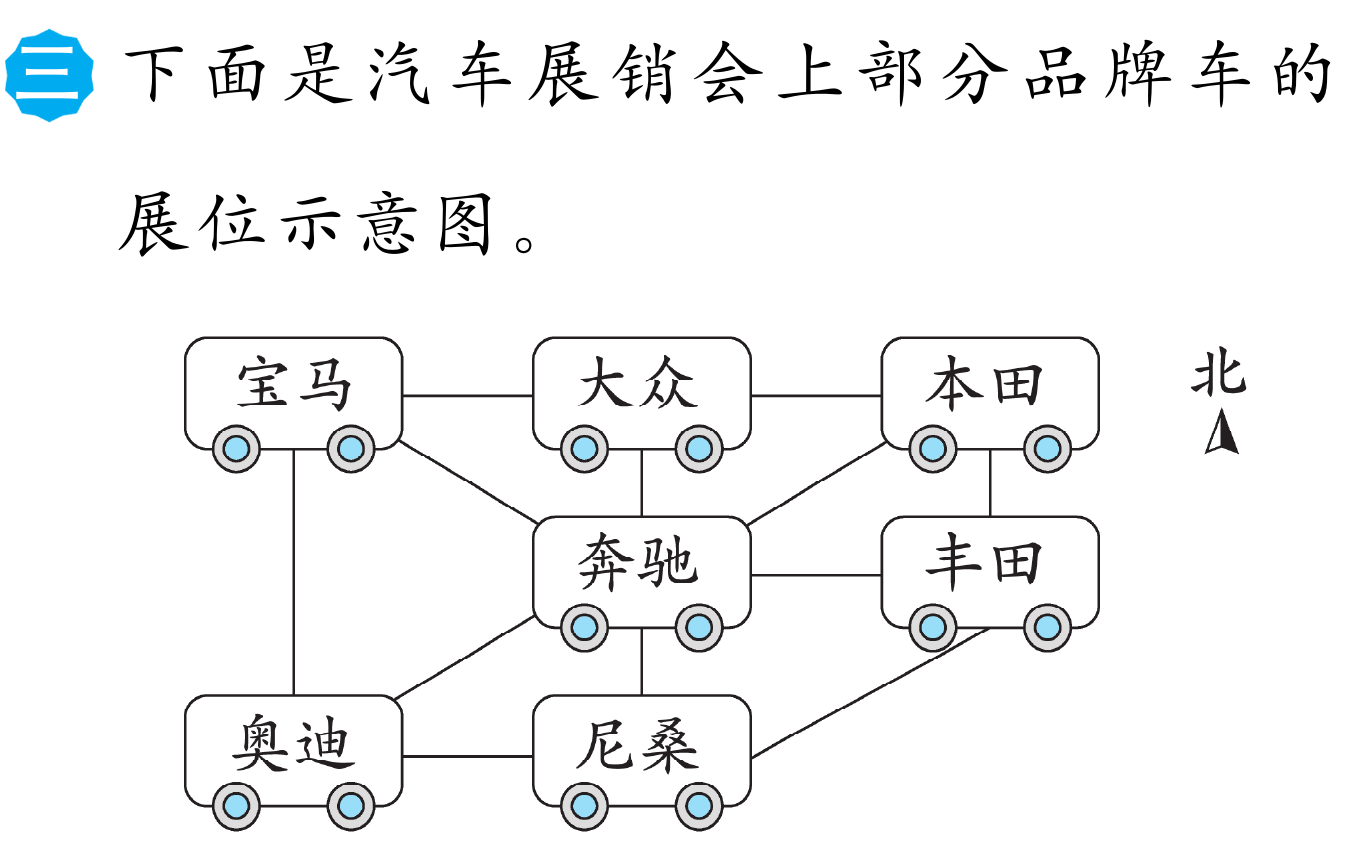 三 下面是汽车展销会上部分品牌车的
展位示意图。
宝马 大众 本田 北
奔驰 丰田
奥迪 尼桑